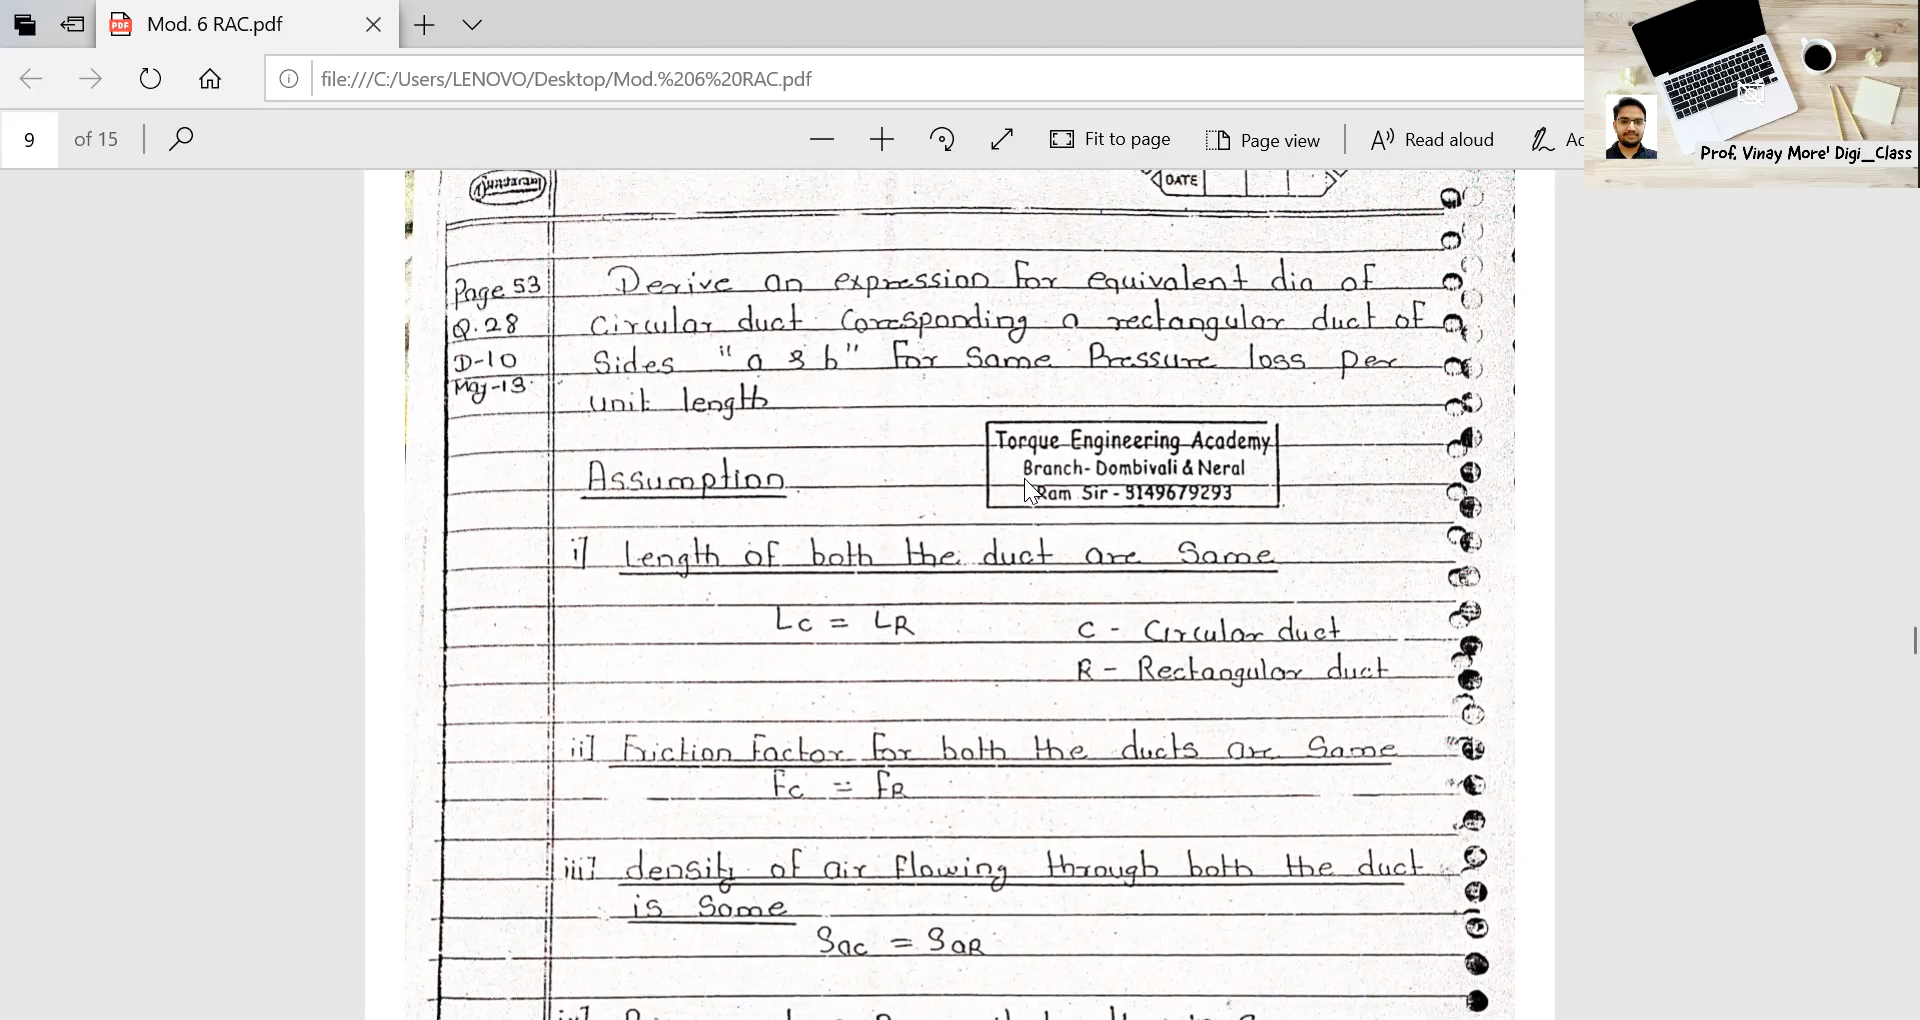 Mod. 6 RAC.pdf
file:///C:/Users/LENOVO/Desktop/Mod.%206%20RAC.pdf
9 of 15
Fit to page
Page view
Read aloud
Prof. Vinay More' Digi_Class
Sundaram
DATE
Page 53
Q.28
D-10
May-13
Derive an expression for equivalent dia of
circular duct coresponding a rectangular duct of
Sides "a & b" for Same Pressure loss per
unit length
Torque Engineering Academy
Branch- Dombivali & Neral
Ram Sir - 9149679293
Assumption
i] Length of both the duct are Same
LC = LR
C - Circular duct
R - Rectangular duct
ii] Friction Factor for both the ducts are Same
FC = FR
iii] density of air flowing through both the duct
is Same
ρac = ρaR